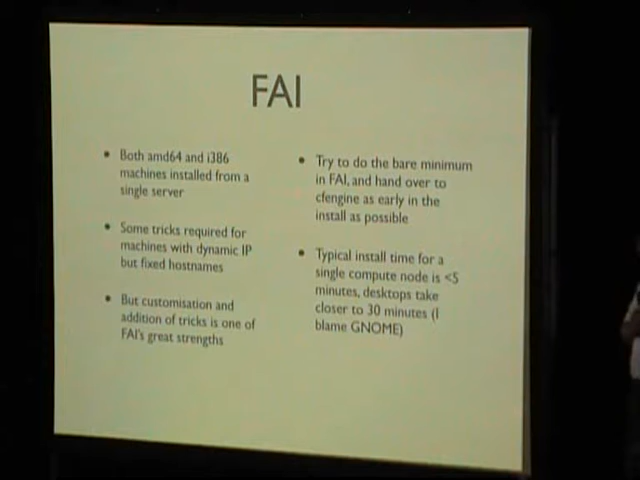 FAI
• Both amd64 and i386
machines installed from a
single server
• Some tricks required for
machines with dynamic IP
but fixed hostnames
• But customisation and
addition of tricks is one of
FAI's great strengths
• Try to do the bare minimum
in FAI, and hand over to
cfengine as early in the
install as possible
• Typical install time for a
single compute node is <5
minutes, desktops take
closer to 30 minutes (I
blame GNOME)